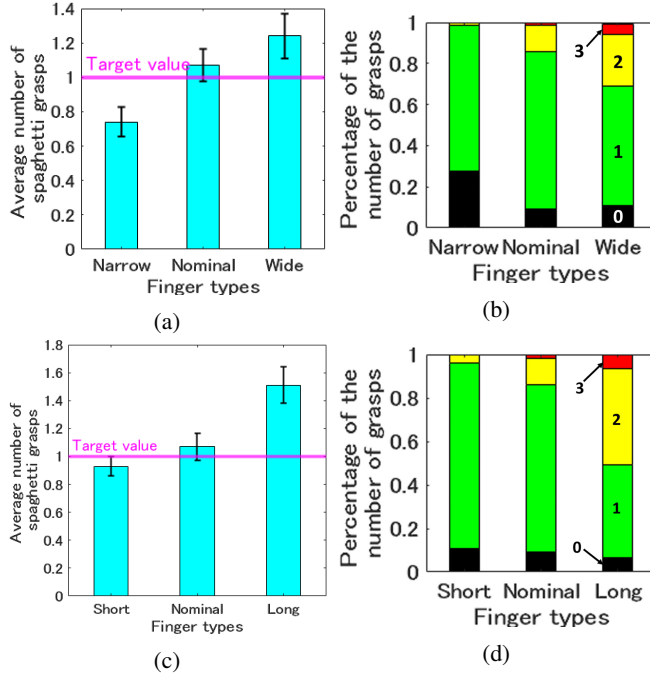 Average number of
spaghetti grasps
1.4
1.2
1
0.8
0.6
0.4
0.2
0
Target value
Narrow Nominal Wide
Finger types
(a)
Percentage of the
number of grasps
1
0.8
0.6
0.4
0.2
0
3
2
1
0
Narrow Nominal Wide
Finger types
(b)
Average number of
spaghetti grasps
1.8
1.6
1.4
1.2
1
0.8
0.6
0.4
0.2
0
Target value
Short Nominal Long
Finger types
(c)
Percentage of the
number of grasps
1
0.8
0.6
0.4
0.2
0
3
2
1
0
Short Nominal Long
Finger types
(d)